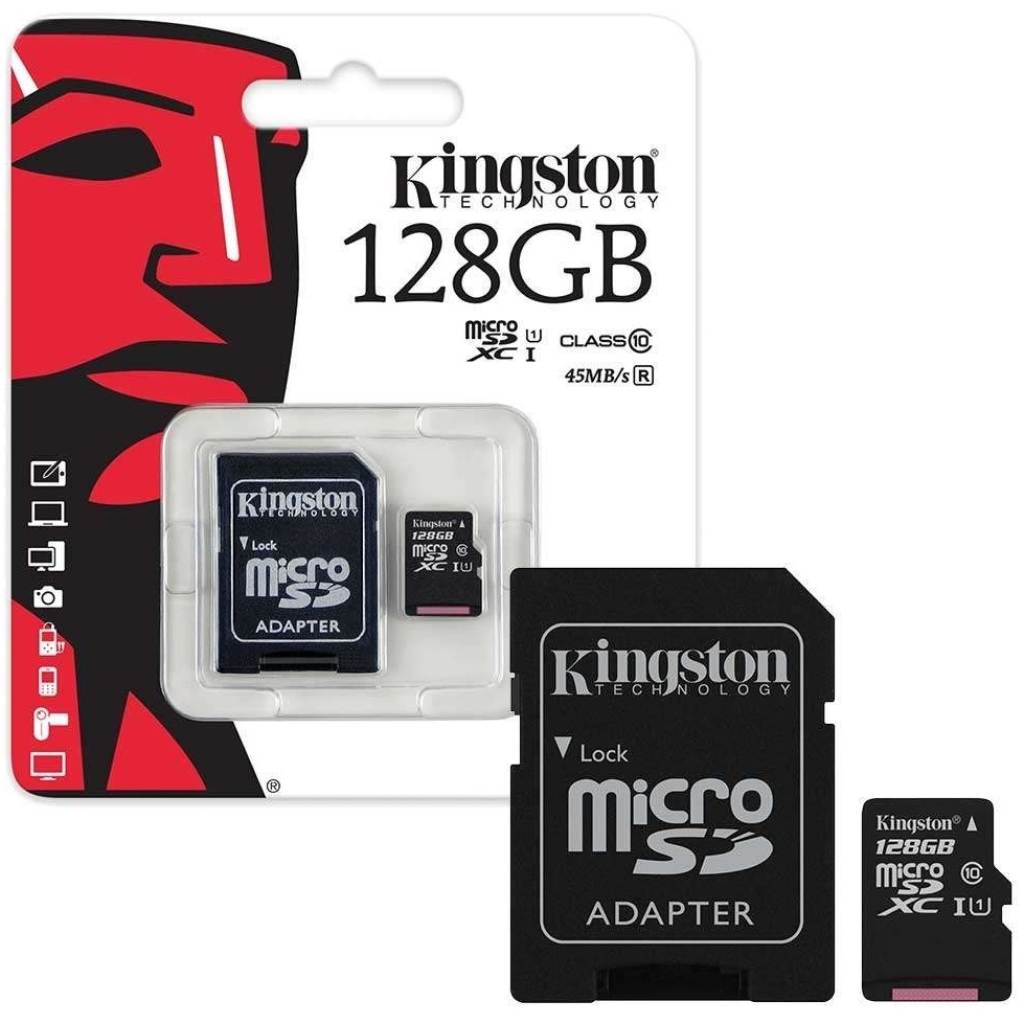 Kingston®
TECHNOLOGY
128GB
micro
SD
XC I U1
CLASS 10
45MB/s R
Kingston
TECHNOLOGY
Lock
micro
SD
ADAPTER
Kingston®
128GB
micro
SD 10
XC I U1
®
Kingston
TECHNOLOGY
Lock
micro
SD
ADAPTER
Kingston®
128GB
micro
SD 10
XC I U1